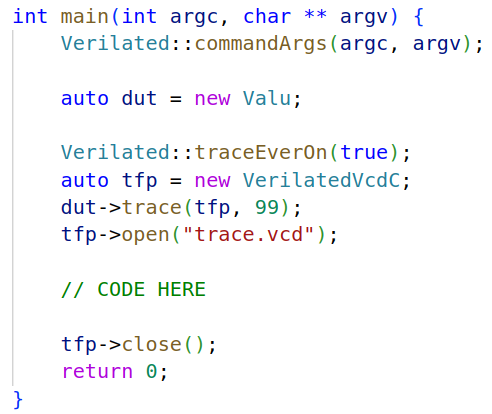 int main(int argc, char ** argv) {
    Verilated::commandArgs(argc, argv);

    auto dut = new Valu;

    Verilated::traceEverOn(true);
    auto tfp = new VerilatedVcdC;
    dut->trace(tfp, 99);
    tfp->open("trace.vcd");

    // CODE HERE

    tfp->close();
    return 0;
}